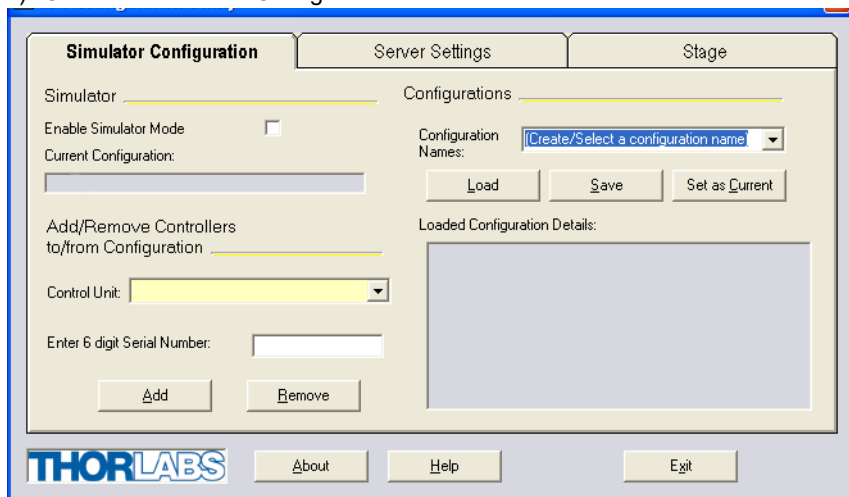 Simulator Configuration
Server Settings
Stage
Simulator
Enable Simulator Mode
Current Configuration:
Add/Remove Controllers
to/from Configuration
Control Unit:
Enter 6 digit Serial Number:
Add
Remove
Configurations
Configuration
Names:
(Create/Select a configuration name)
Load
Save
Set as Current
Loaded Configuration Details:
THORLABS
About
Help
Exit